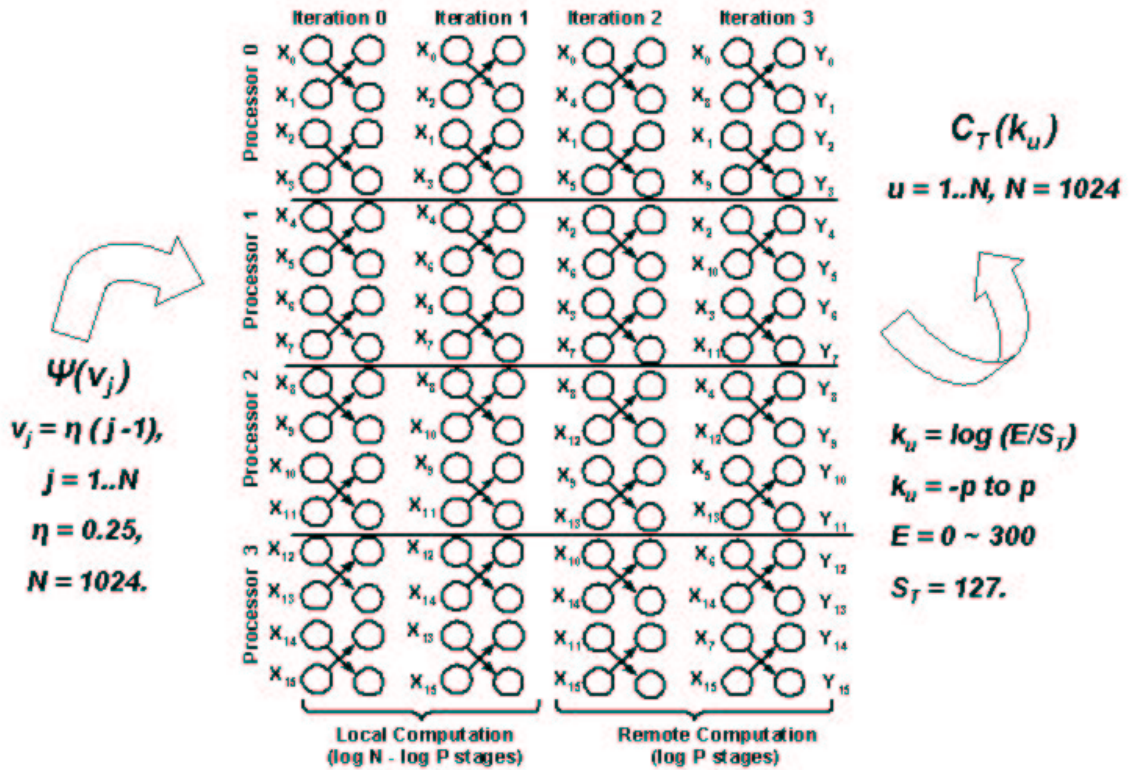 Iteration 0 Iteration 1 Iteration 2 Iteration 3
Processor 0
X₀ X₀ X₀ X₀ Y₀
X₁ X₂ X₄ X₈ Y₁
X₂ X₁ X₁ X₁ Y₂
X₃ X₃ X₅ X₉ Y₃
Processor 1
X₄ X₄ X₂ X₂ Y₄
X₅ X₆ X₆ X₁₀ Y₅
X₆ X₅ X₃ X₃ Y₆
X₇ X₇ X₇ X₁₁ Y₇
Processor 2
X₈ X₈ X₈ X₄ Y₈
X₉ X₁₀ X₁₂ X₁₂ Y₉
X₁₀ X₉ X₉ X₅ Y₁₀
X₁₁ X₁₁ X₁₃ X₁₃ Y₁₁
Processor 3
X₁₂ X₁₂ X₁₀ X₆ Y₁₂
X₁₃ X₁₄ X₁₄ X₁₄ Y₁₃
X₁₄ X₁₃ X₁₁ X₇ Y₁₄
X₁₅ X₁₅ X₁₅ X₁₅ Y₁₅
Local Computation
(log N - log P stages)
Remote Computation
(log P stages)
Ψ(vⱼ)
vⱼ = η (j -1),
j = 1..N
η = 0.25,
N = 1024.
C_T (k_u)
u = 1..N, N = 1024
k_u = log (E/S_T)
k_u = -p to p
E = 0 ~ 300
S_T = 127.